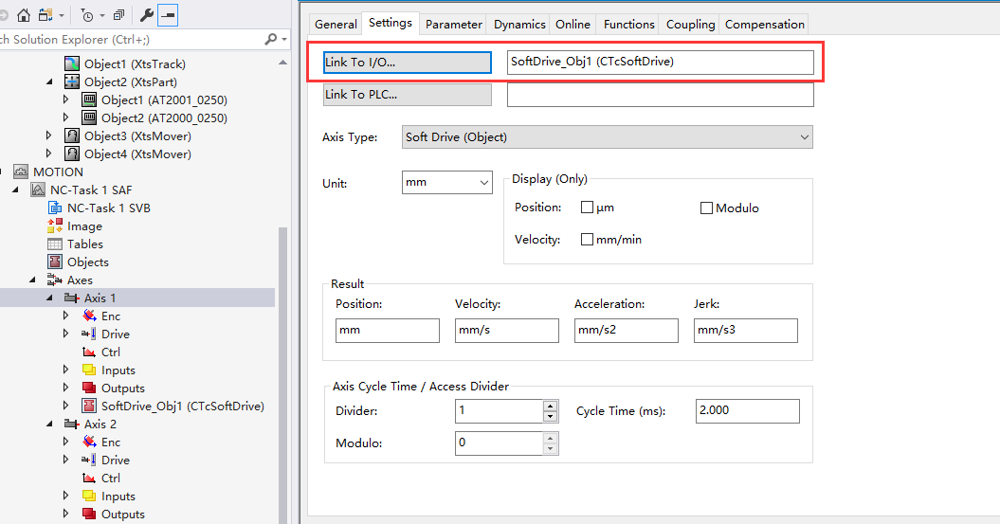 ch Solution Explorer (Ctrl+;)
Object1 (XtsTrack)
Object2 (XtsPart)
Object1 (AT2001_0250)
Object2 (AT2000_0250)
Object3 (XtsMover)
Object4 (XtsMover)
MOTION
NC-Task 1 SAF
NC-Task 1 SVB
Image
Tables
Objects
Axes
Axis 1
Enc
Drive
Ctrl
Inputs
Outputs
SoftDrive_Obj1 (CTcSoftDrive)
Axis 2
Enc
Drive
Ctrl
Inputs
Outputs
General Settings Parameter Dynamics Online Functions Coupling Compensation
Link To I/O... SoftDrive_Obj1 (CTcSoftDrive)
Link To PLC...
Axis Type: Soft Drive (Object)
Unit: mm
Display (Only)
Position: μm Modulo
Velocity: mm/min
Result
Position: Velocity: Acceleration: Jerk:
mm mm/s mm/s2 mm/s3
Axis Cycle Time / Access Divider
Divider: 1 Cycle Time (ms): 2.000
Modulo: 0